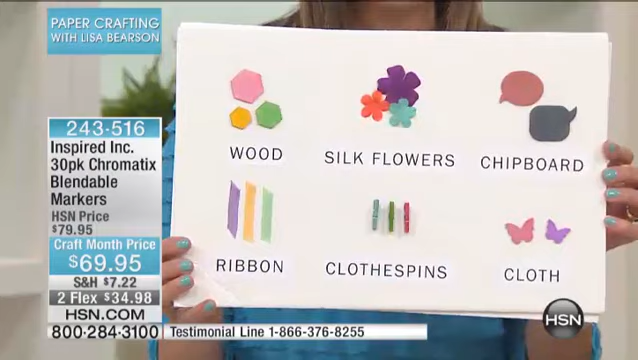 PAPER CRAFTING
WITH LISA BEARSON
243-516
Inspired Inc.
30pk Chromatix
Blendable
Markers
HSN Price
$79.95
Craft Month Price
$69.95
S&H $7.22
2 Flex $34.98
HSN.COM
800-284-3100
Testimonial Line 1-866-376-8255
WOOD
SILK FLOWERS
CHIPBOARD
RIBBON
CLOTHESPINS
CLOTH
HSN